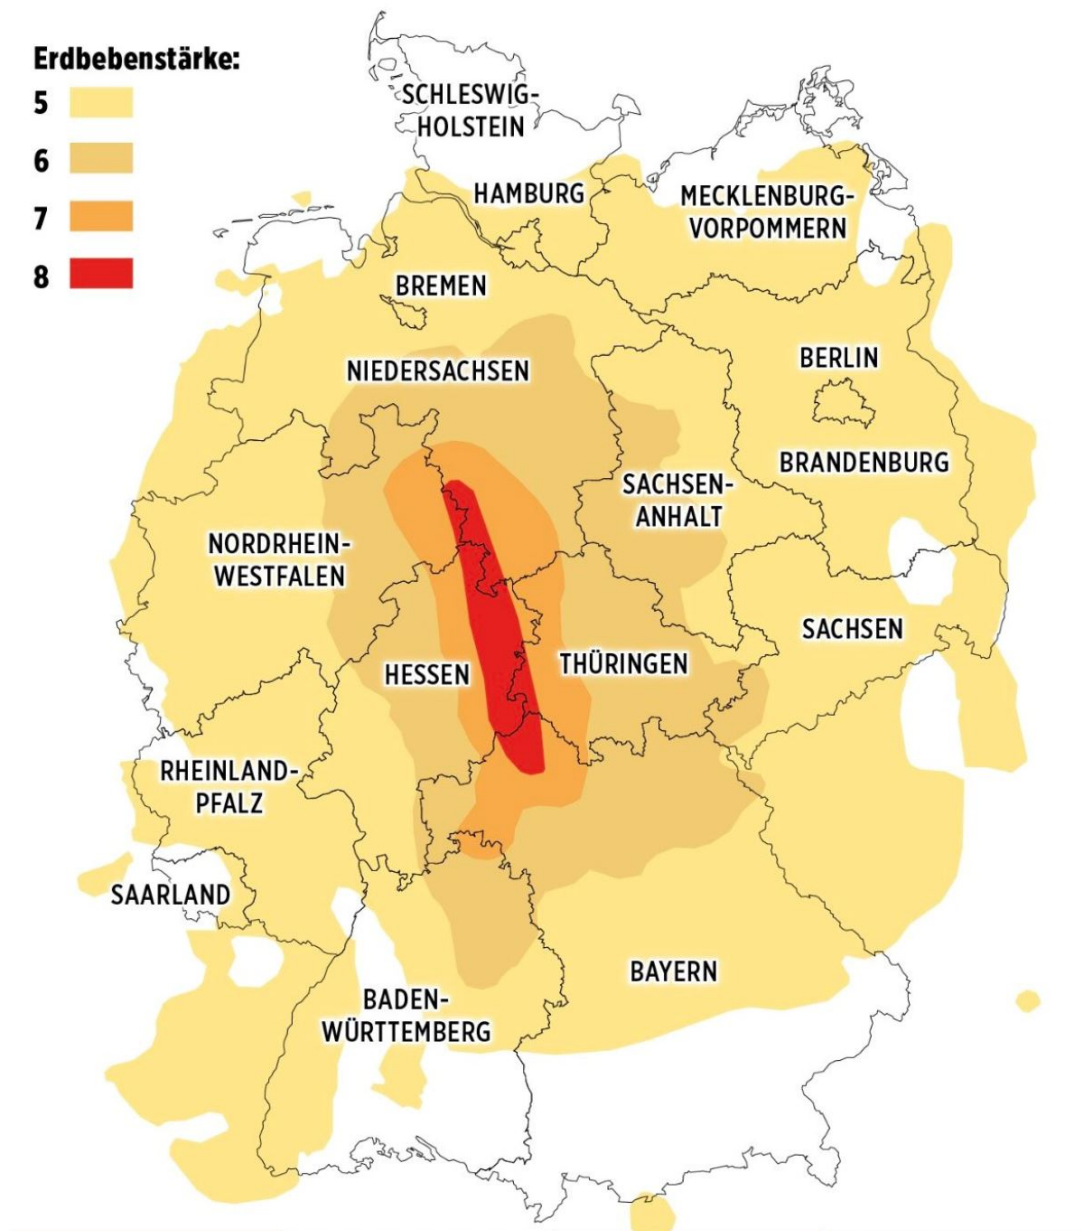 Erdbebenstärke:
5
6
7
8
SCHLESWIG-
HOLSTEIN
HAMBURG
MECKLENBURG-
VORPOMMERN
BREMEN
NIEDERSACHSEN
BERLIN
BRANDENBURG
SACHSEN-
ANHALT
NORDRHEIN-
WESTFALEN
SACHSEN
HESSEN
THÜRINGEN
RHEINLAND-
PFALZ
SAARLAND
BAYERN
BADEN-
WÜRTTEMBERG